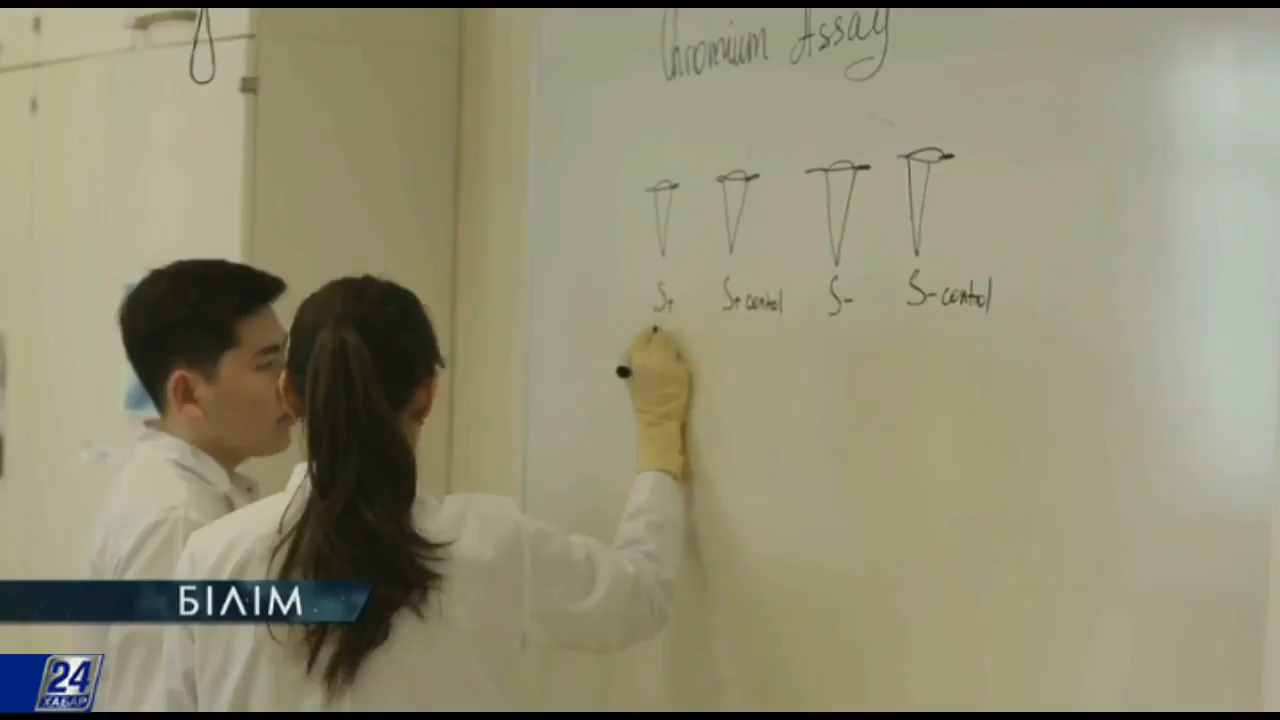 Chromium Assay
S+ S+ control S- S- control
БІЛІМ
24
ХАБАР